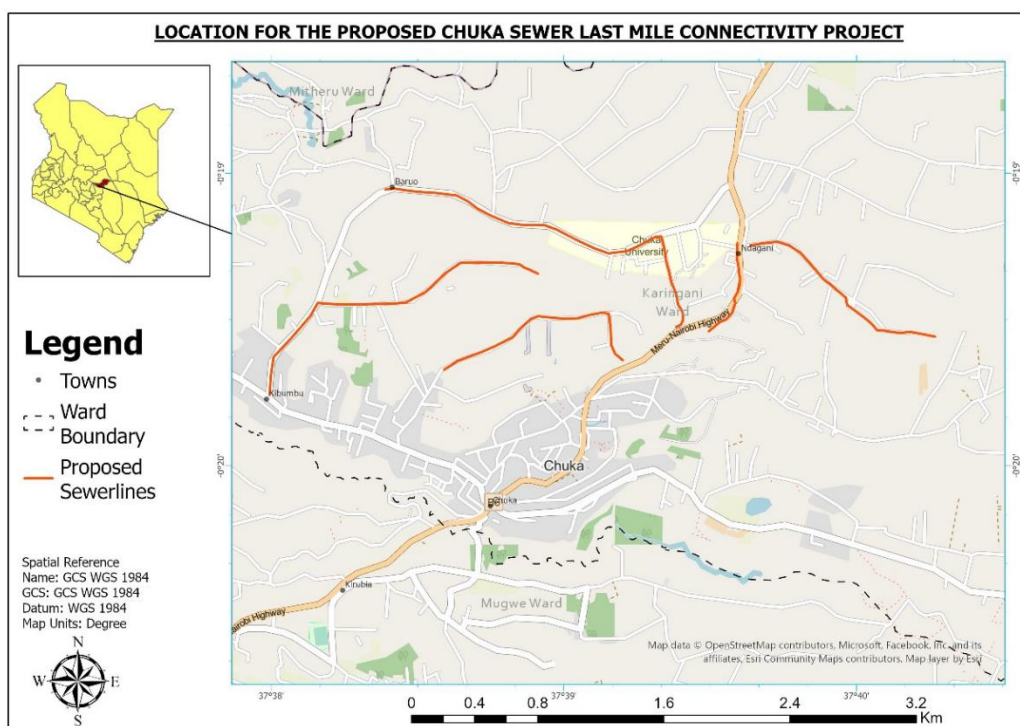 LOCATION FOR THE PROPOSED CHUKA SEWER LAST MILE CONNECTIVITY PROJECT
Mitheru Ward
-0°19'
-0°19'
Baruo
Chuka
University
Ndagani
Karingani
Ward
Meru-Nairobi Highway
Legend
Towns
Ward
Boundary
Proposed
Sewerlines
Kibumbu
-0°20'
-0°20'
Chuka
Chuka
Kirubia
Mugwe Ward
Nairobi Highway
Spatial Reference
Name: GCS WGS 1984
GCS: GCS WGS 1984
Datum: WGS 1984
Map Units: Degree
N
W
E
S
Map data © OpenStreetMap contributors, Microsoft, Facebook, Inc. and its
affiliates, Esri Community Maps contributors, Map layer by Esri
37°38'
37°39'
37°40'
0 0.4 0.8 1.6 2.4 3.2
Km